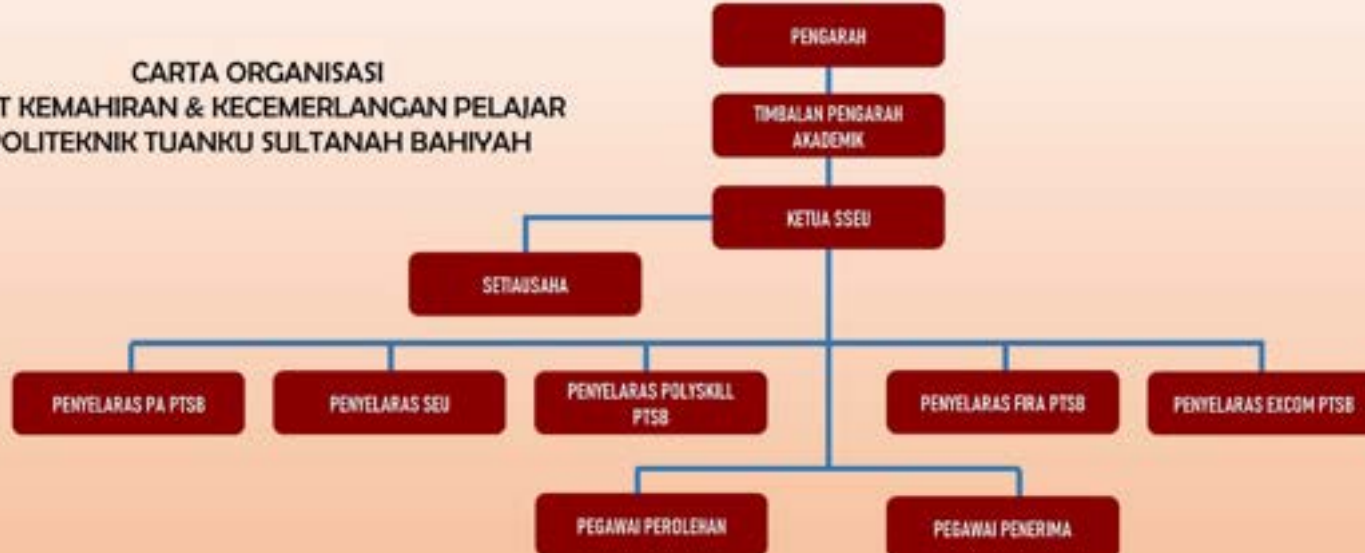 CARTA ORGANISASI
T KEMAHIRAN & KECEMERLANGAN PELAJAR
POLITEKNIK TUANKU SULTANAH BAHIYAH
PENGARAH
TIMBALAN PENGARAH
AKADEMIK
KETUA SSEU
SETIAUSAHA
PENYELARAS PA PTSB
PENYELARAS SEU
PENYELARAS POLYSKILL
PTSB
PENYELARAS FIRA PTSB
PENYELARAS EXCOM PTSB
PEGAWAI PEROLEHAN
PEGAWAI PENERIMA